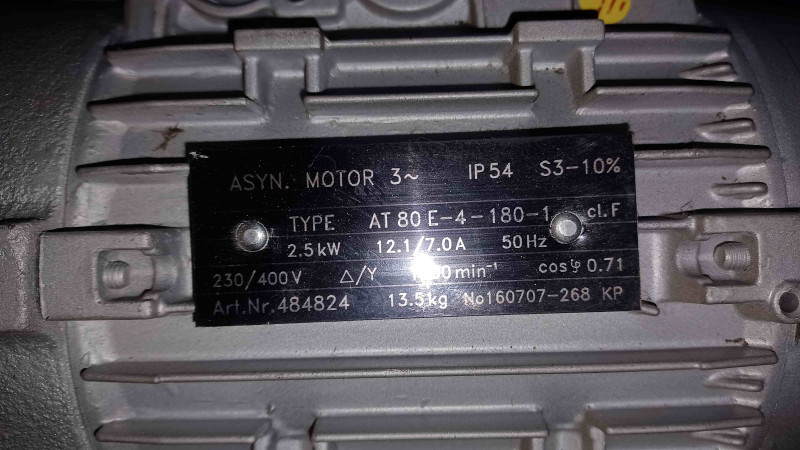 ASYN. MOTOR 3~ IP54 S3-10%
TYPE AT 80 E-4-180-1 cl.F
2.5kW 12.1/7.0A 50Hz
230/400V △/Y min⁻¹ cosφ 0.71
Art.Nr. 484824 13.5kg No160707-268 KP